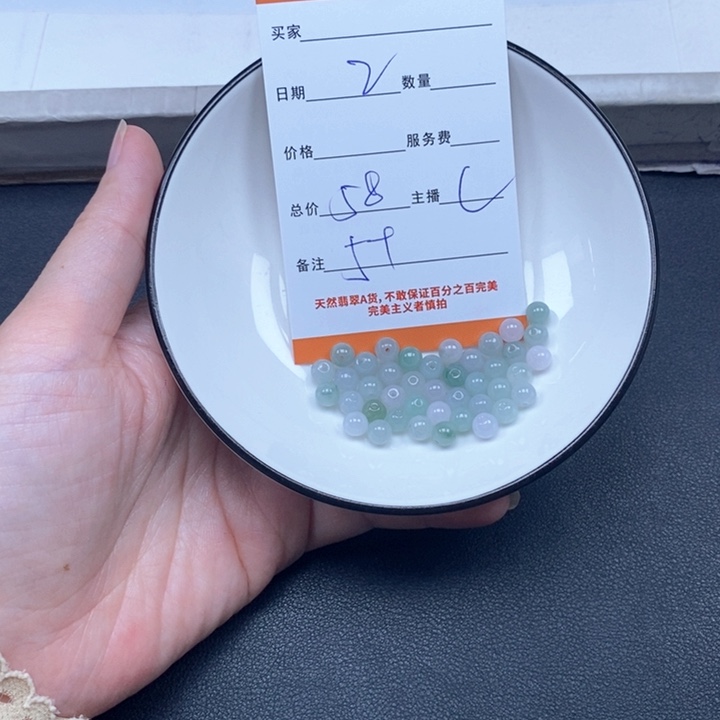 买家
日期 2 数量
价格 服务费
总价 58 主播
备注
天然翡翠A货,不敢保证百分之百完美
完美主义者慎拍